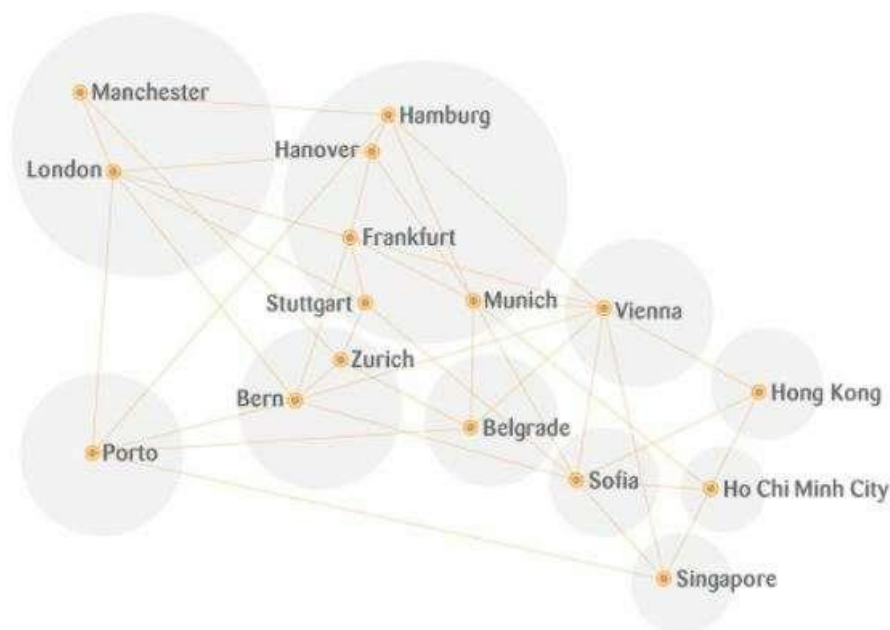 Manchester
Hamburg
Hanover
London
Frankfurt
Stuttgart
Munich
Vienna
Zurich
Hong Kong
Bern
Belgrade
Porto
Sofia
Ho Chi Minh City
Singapore